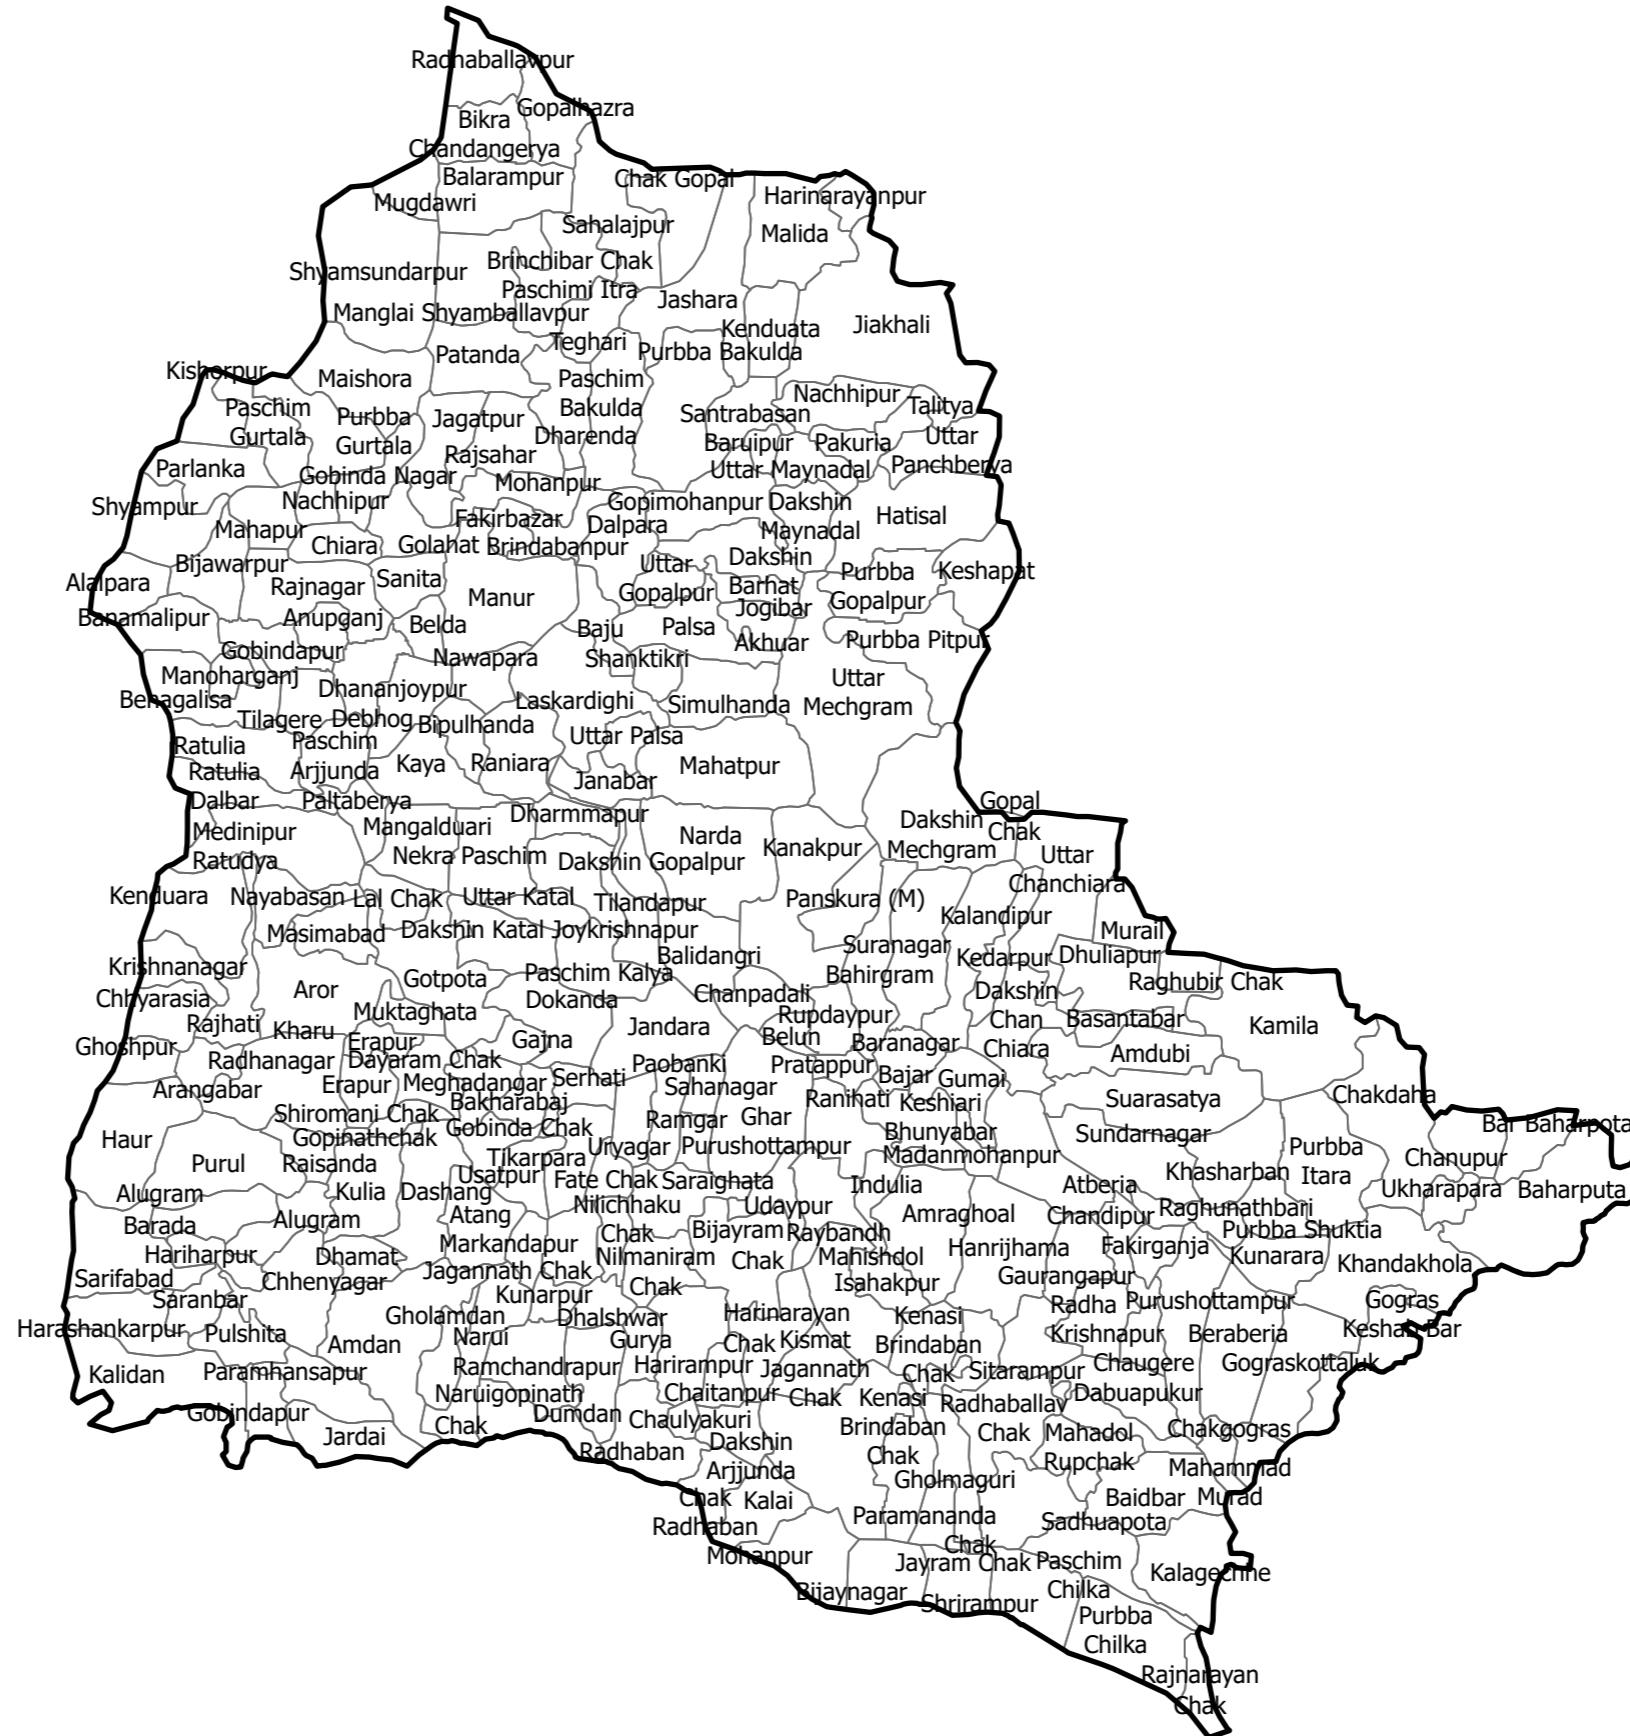 Radhaballavpur
Gopalhazra
Bikra
Chandangerya
Balarampur
Chak Gopal
Harinarayanpur
Mugdawri
Sahalajpur
Malida
Brinchibar Chak
Shyamsundarpur
Paschimi Itra
Jashara
Manglai Shyamballavpur
Kenduata
Jiakhali
Teghari
Purbba Bakulda
Patanda
Kishorpur
Maishora
Paschim
Bakulda
Nachhipur
Talitya
Paschim
Gurtala
Purbba
Gurtala
Jagatpur
Santrabasan
Dharenda
Baruipur
Pakuria
Uttar
Panchberya
Rajsahar
Parlanka
Gobinda Nagar
Uttar Maynadal
Mohanpur
Nachhipur
Shyampur
Gopimohanpur
Dakshin
Maynadal
Hatisal
Fakirbazar
Dalpara
Mahapur
Chiara
Golahat
Brindabanpur
Dakshin
Barhat
Bijawarpur
Uttar
Gopalpur
Purbba
Gopalpur
Keshapat
Alalpara
Rajnagar
Sanita
Manur
Jogibar
Banamalipur
Anupganj
Belda
Baju
Palsa
Akhuar
Purbba Pitpur
Gobindapur
Nawapara
Shanktikri
Manoharganj
Uttar
Mechgram
Benagalisa
Dhananjoypur
Laskardighi
Simulhanda
Tilagere
Debhog
Bipulhanda
Uttar Palsa
Ratulia
Paschim
Arjjunda
Kaya
Raniara
Mahatpur
Ratulia
Janabar
Dalbar
Paltaberya
Gopal
Chak
Dharmmapur
Dakshin
Mechgram
Medinipur
Mangalduari
Narda
Kanakpur
Nekra
Paschim
Dakshin Gopalpur
Uttar
Chanchiara
Ratudya
Kenduara
Nayabasan
Lal Chak
Uttar Katal
Tilandapur
Panskura (M)
Kalandipur
Masimabad
Dakshin Katal
Joykrishnapur
Murail
Suranagar
Balidangri
Kedarpur
Dhuliapur
Krishnanagar
Gotpota
Paschim Kalya
Bahirgram
Raghubir Chak
Chhyarasia
Aror
Dokanda
Chanpadali
Dakshin
Chan
Chiara
Muktaghata
Rupdaypur
Basantabar
Kamila
Rajhati
Kharu
Jandara
Belun
Baranagar
Ghoshpur
Erapur
Gajna
Amdubi
Radhanagar
Dayaram Chak
Paobanki
Pratappur
Arangabar
Erapur
Meghadangar
Serhati
Sahanagar
Bajar
Gumai
Bakharabaj
Ranihati
Keshiari
Suarasatya
Chakdaha
Shiromani Chak
Ramgar
Ghar
Haur
Gopinathchak
Gobinda Chak
Uryagar
Purushottampur
Bhunyabar
Sundarnagar
Bar Baharpota
Purul
Raisanda
Tikarpara
Madanmohanpur
Purbba
Itara
Chanupur
Usatpur
Fate Chak
Saraighata
Khasharban
Alugram
Kulia
Dashang
Indulia
Atberia
Ukharapara
Baharputa
Nilichhaku
Udaypur
Barada
Alugram
Atang
Chak
Nilmaniram
Chak
Bijayram
Chak
Raybandh
Amraghoal
Chandipur
Raghunathbari
Purbba Shuktia
Hariharpur
Dhamat
Markandapur
Mahishdol
Hanrijhama
Fakirganja
Kunarara
Khandakhola
Sarifabad
Chhenyagar
Jagannath Chak
Isahakpur
Gaurangapur
Saranbar
Kunarpur
Radha
Krishnapur
Purushottampur
Gogras
Harashankarpur
Pulshita
Gholamdan
Dhalshwar
Harinarayan
Chak
Kenasi
Brindaban
Chak
Beraberia
Keshab Bar
Amdan
Narui
Gurya
Kismat
Jagannath
Chak
Kalidan
Paramhansapur
Ramchandrapur
Harirampur
Sitarampur
Chaugere
Gograskottaluk
Naruigopinath
Chak
Chaitanpur
Kenasi
Brindaban
Chak
Radhaballav
Chak
Dabuapukur
Gobindapur
Dumdan
Chaulyakuri
Jardai
Mahadol
Chakgogras
Radhaban
Dakshin
Arjjunda
Rupchak
Mahammad
Murad
Gholmaguri
Chak
Radhaban
Kalai
Baidbar
Paramananda
Chak
Sadhuapota
Mohanpur
Jayram Chak
Paschim
Chilka
Kalagechhe
Bijaynagar
Shrirampur
Purbba
Chilka
Rajnarayan
Chak